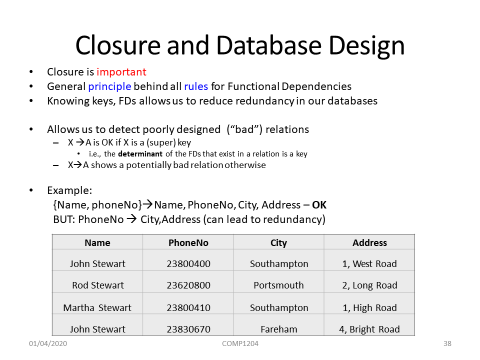 Closure and Database Design
• Closure is important
• General principle behind all rules for Functional Dependencies
• Knowing keys, FDs allows us to reduce redundancy in our databases
• Allows us to detect poorly designed (“bad”) relations
– X →A is OK if X is a (super) key
• i.e., the determinant of the FDs that exist in a relation is a key
– X→A shows a potentially bad relation otherwise
• Example:
{Name, phoneNo}→Name, PhoneNo, City, Address – OK
BUT: PhoneNo → City,Address (can lead to redundancy)
Name PhoneNo City Address
John Stewart 23800400 Southampton 1, West Road
Rod Stewart 23620800 Portsmouth 2, Long Road
Martha Stewart 23800410 Southampton 1, High Road
John Stewart 23830670 Fareham 4, Bright Road
01/04/2020 COMP1204 38